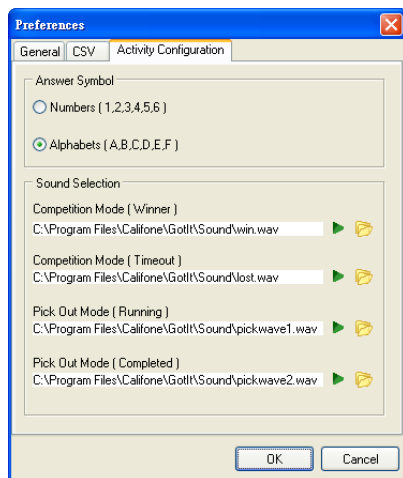 Preferences
General CSV Activity Configuration
Answer Symbol
Numbers ( 1,2,3,4,5,6 )
Alphabets ( A,B,C,D,E,F )
Sound Selection
Competition Mode ( Winner )
C:\Program Files\Califone\GotIt\Sound\win.wav
Competition Mode ( Timeout )
C:\Program Files\Califone\GotIt\Sound\lost.wav
Pick Out Mode ( Running )
C:\Program Files\Califone\GotIt\Sound\pickwave1.wav
Pick Out Mode ( Completed )
C:\Program Files\Califone\GotIt\Sound\pickwave2.wav
OK Cancel